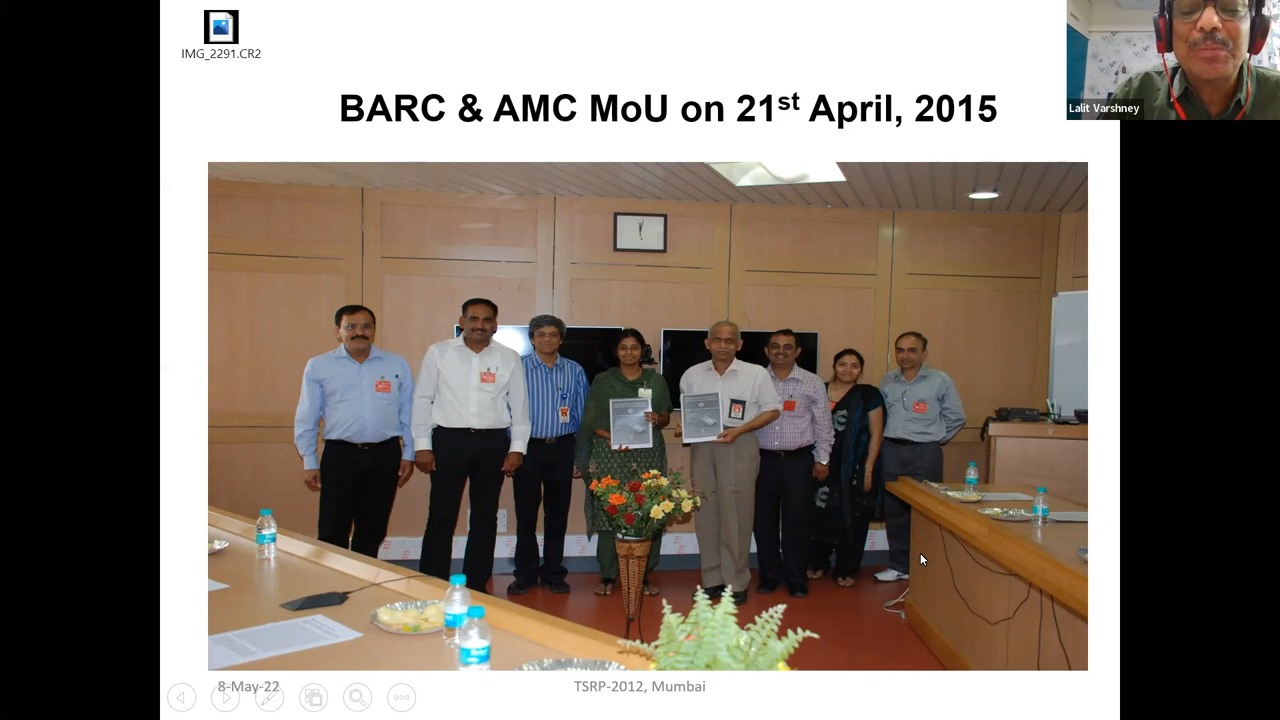 IMG_2291.CR2
BARC & AMC MoU on 21st April, 2015
Lalit Varshney
8-May-22
TSRP-2012, Mumbai